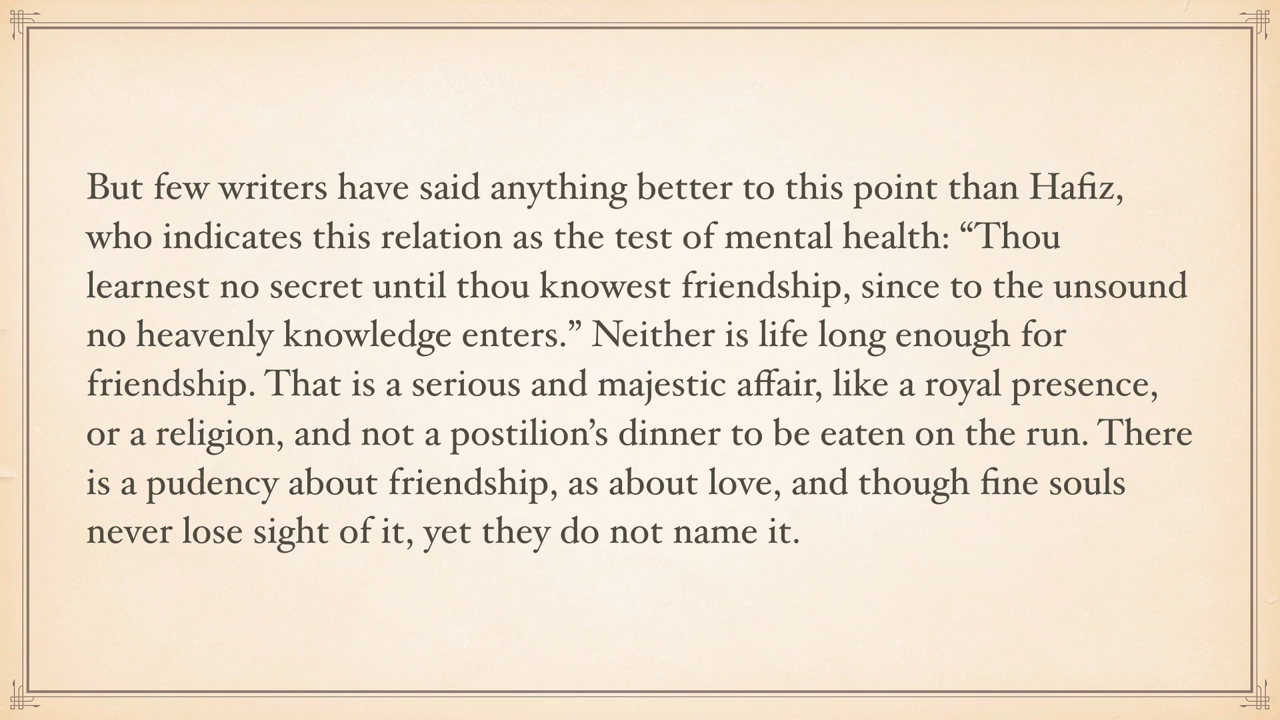 But few writers have said anything better to this point than Hafiz,
who indicates this relation as the test of mental health: “Thou
learnest no secret until thou knowest friendship, since to the unsound
no heavenly knowledge enters.” Neither is life long enough for
friendship. That is a serious and majestic affair, like a royal presence,
or a religion, and not a postilion’s dinner to be eaten on the run. There
is a pudency about friendship, as about love, and though fine souls
never lose sight of it, yet they do not name it.